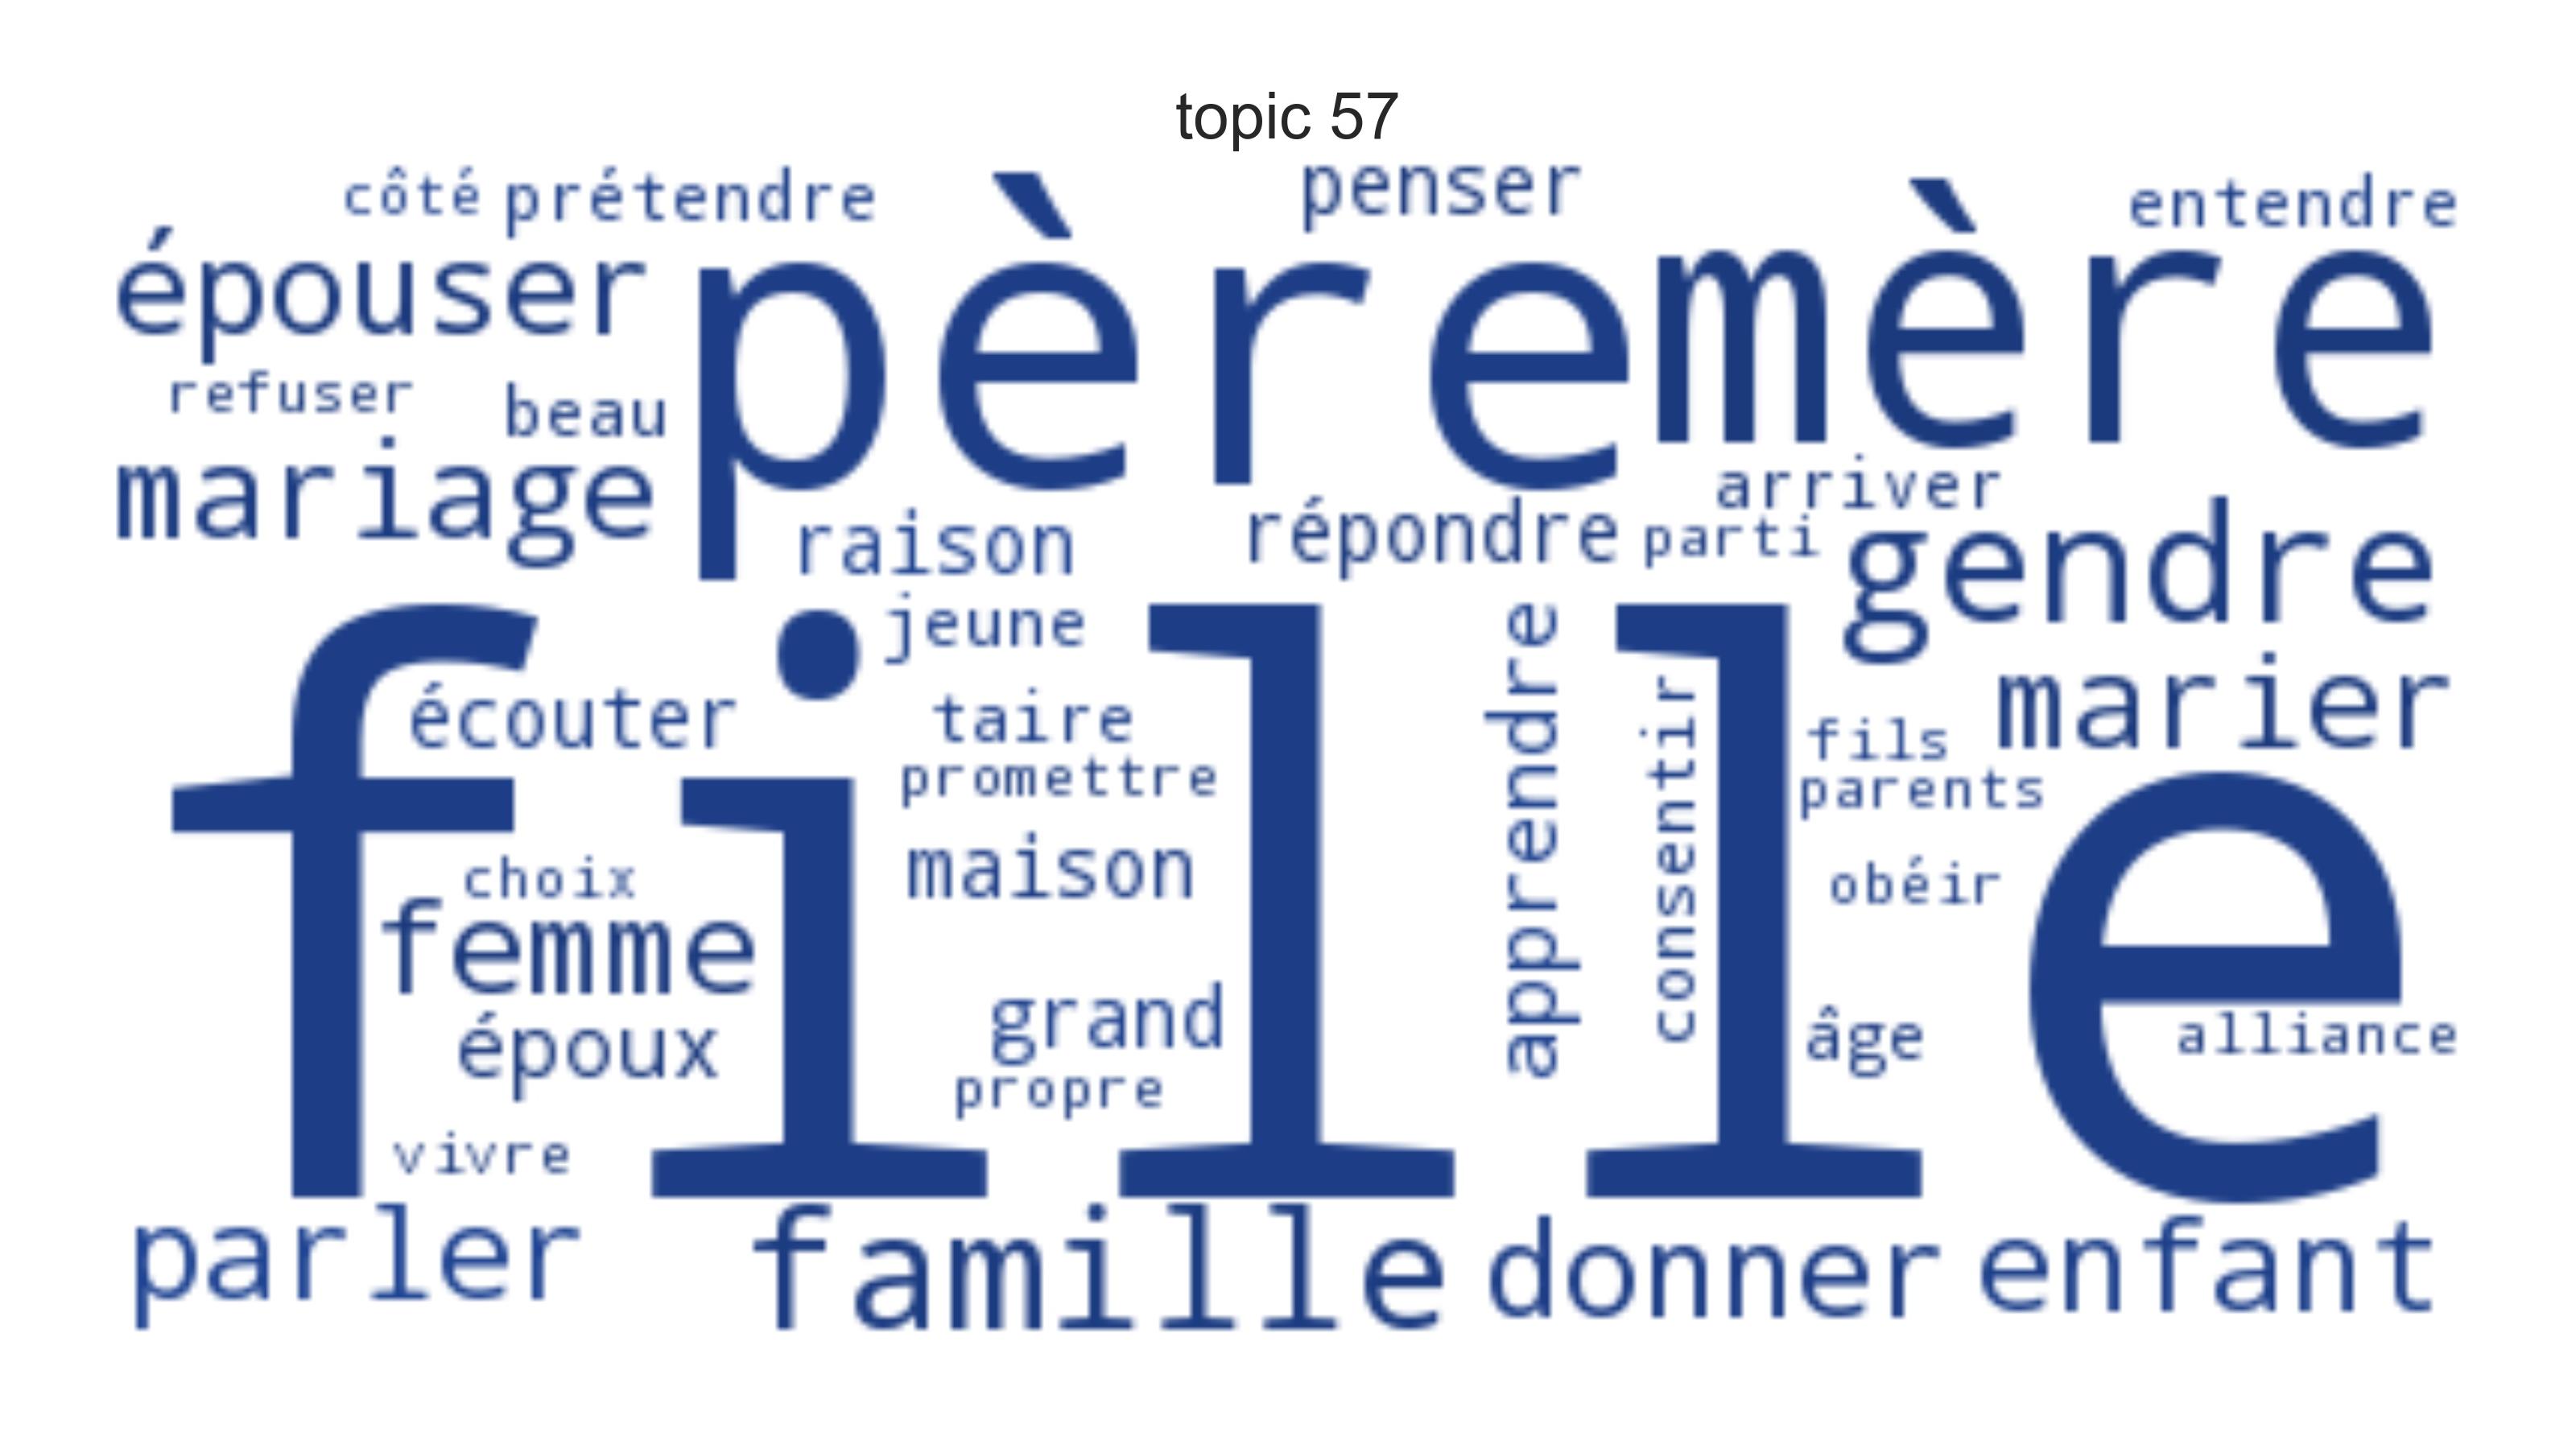 topic 57
côté prétendre penser entendre
épouser père mère
refuser beau
mariage arriver
raison répondre parti gendre
jeune
écouter taire apprendre consentir fils marier
promettre parents
choix maison obéir
femme
époux grand âge alliance
propre
vivre
parler famille donner enfant
fille